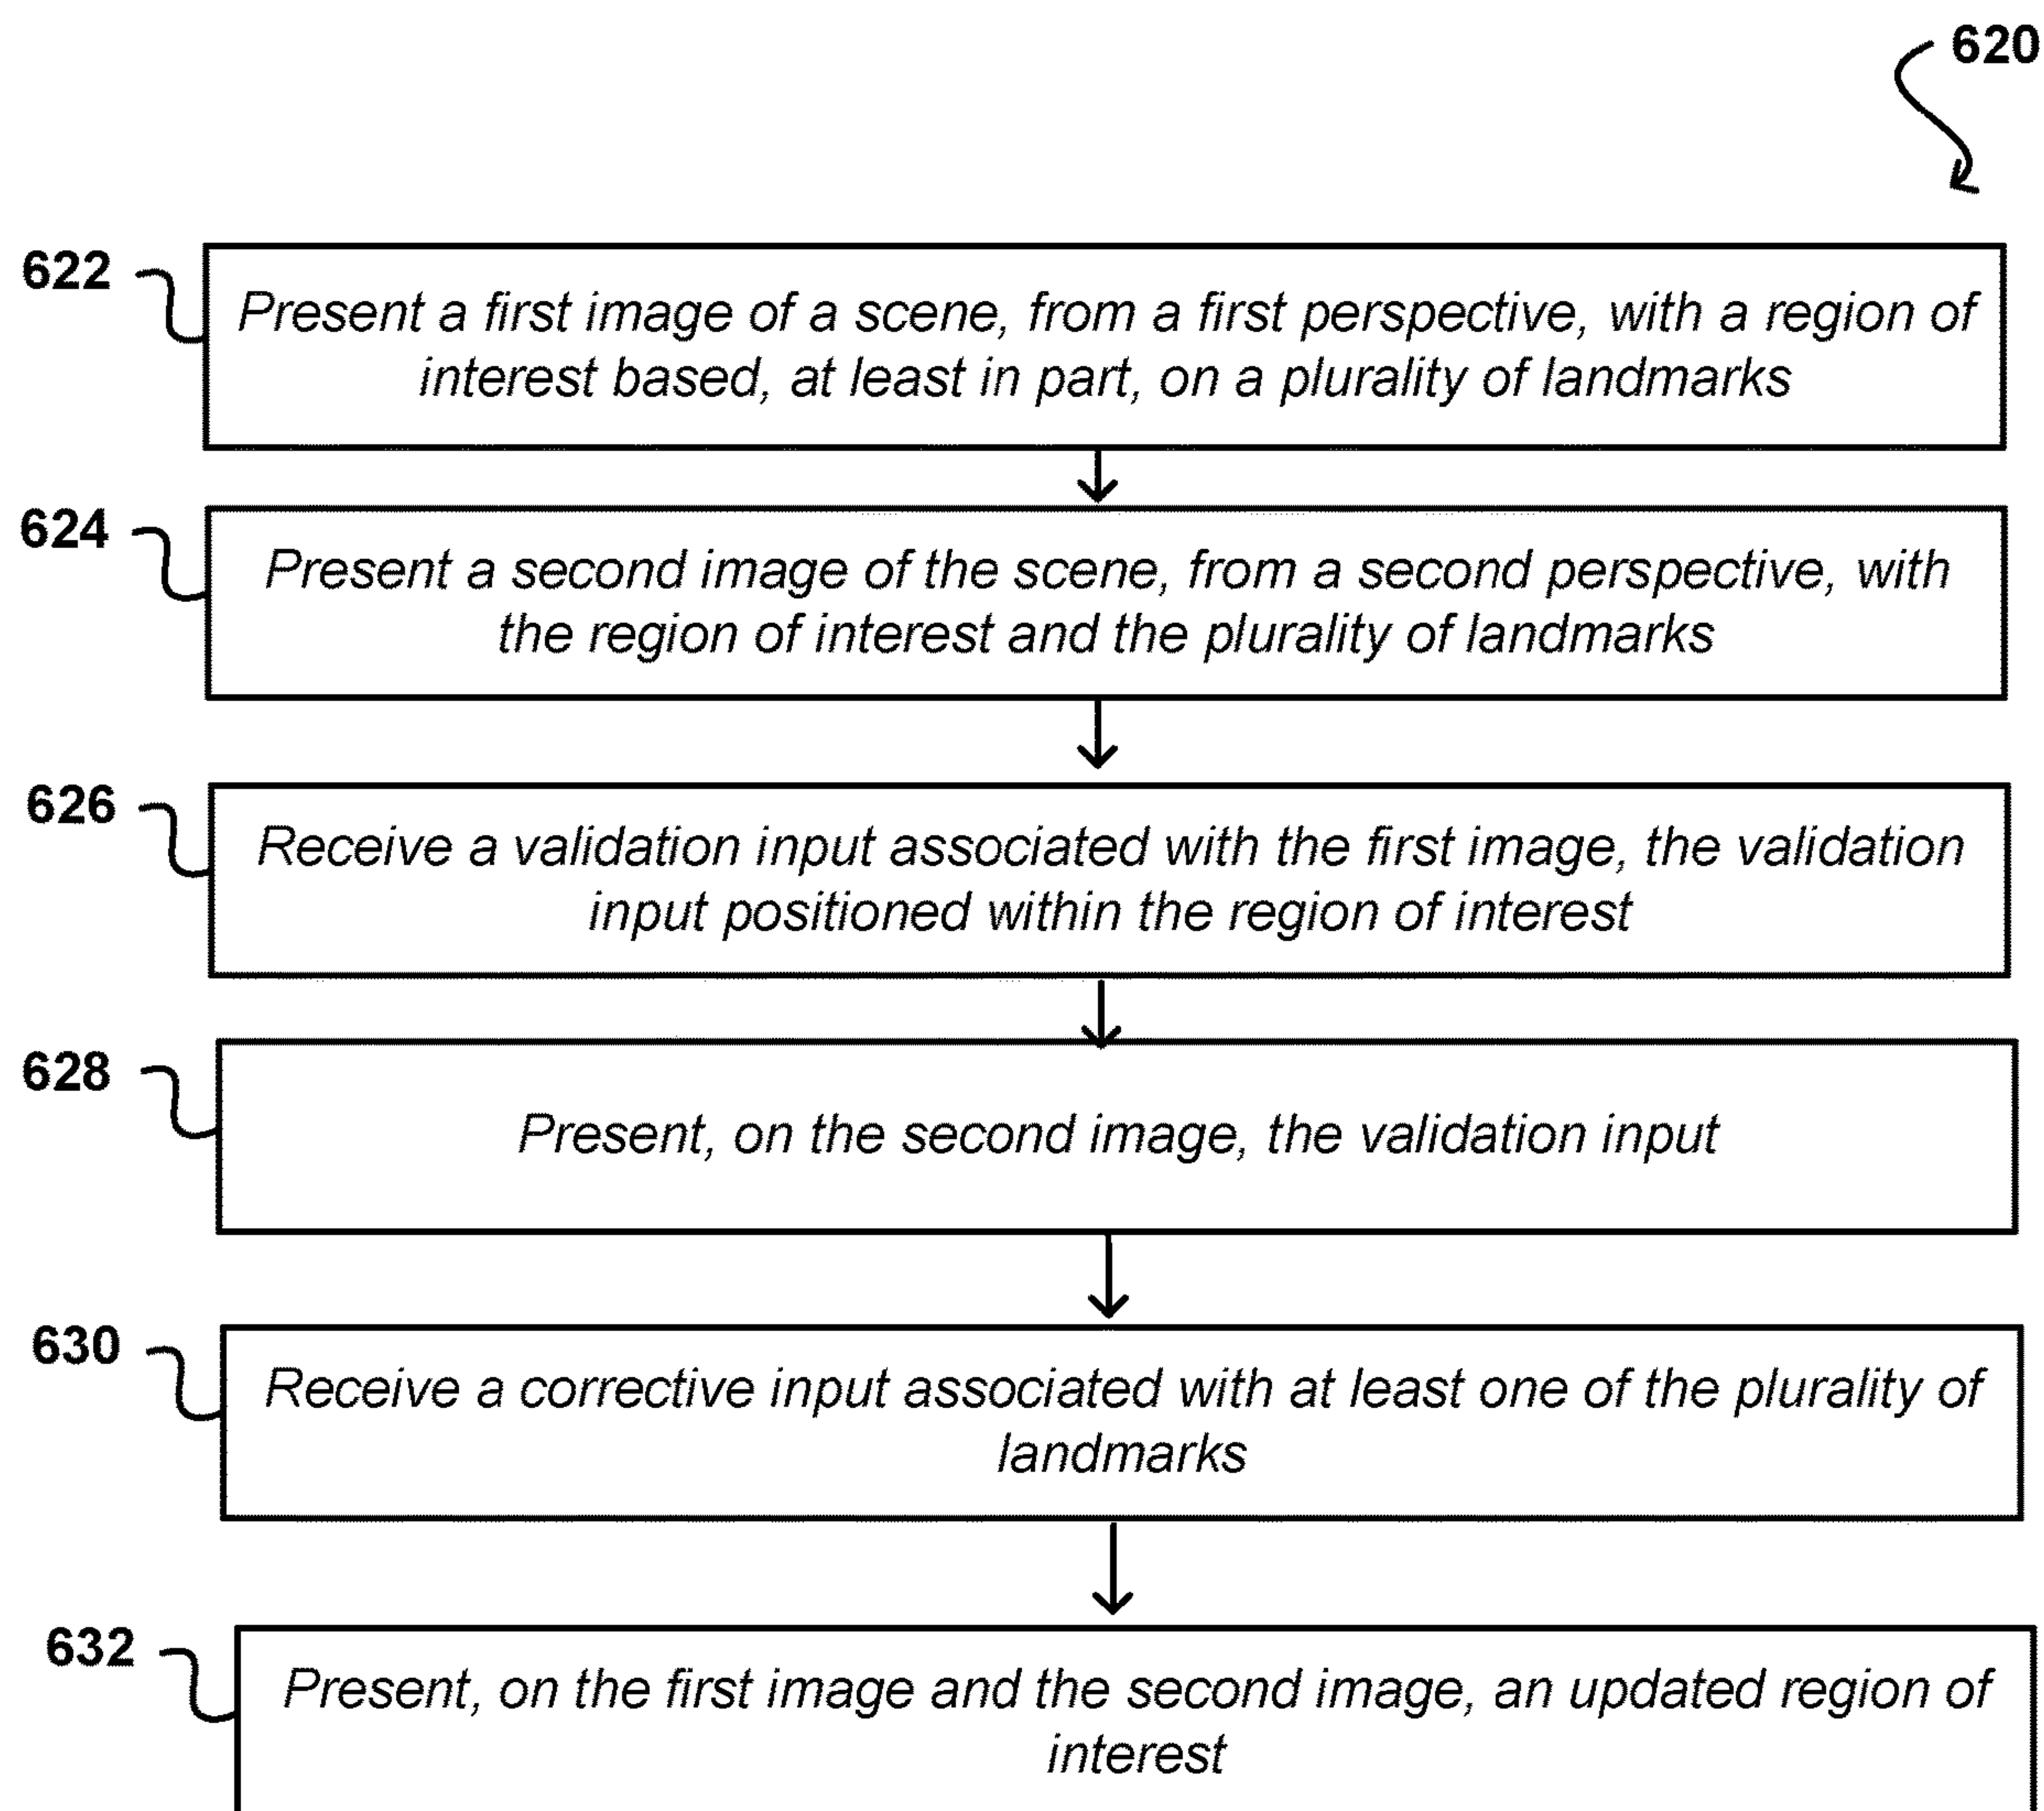 620
622
Present a first image of a scene, from a first perspective, with a region of
interest based, at least in part, on a plurality of landmarks
624
Present a second image of the scene, from a second perspective, with
the region of interest and the plurality of landmarks
626
Receive a validation input associated with the first image, the validation
input positioned within the region of interest
628
Present, on the second image, the validation input
630
Receive a corrective input associated with at least one of the plurality of
landmarks
632
Present, on the first image and the second image, an updated region of
interest